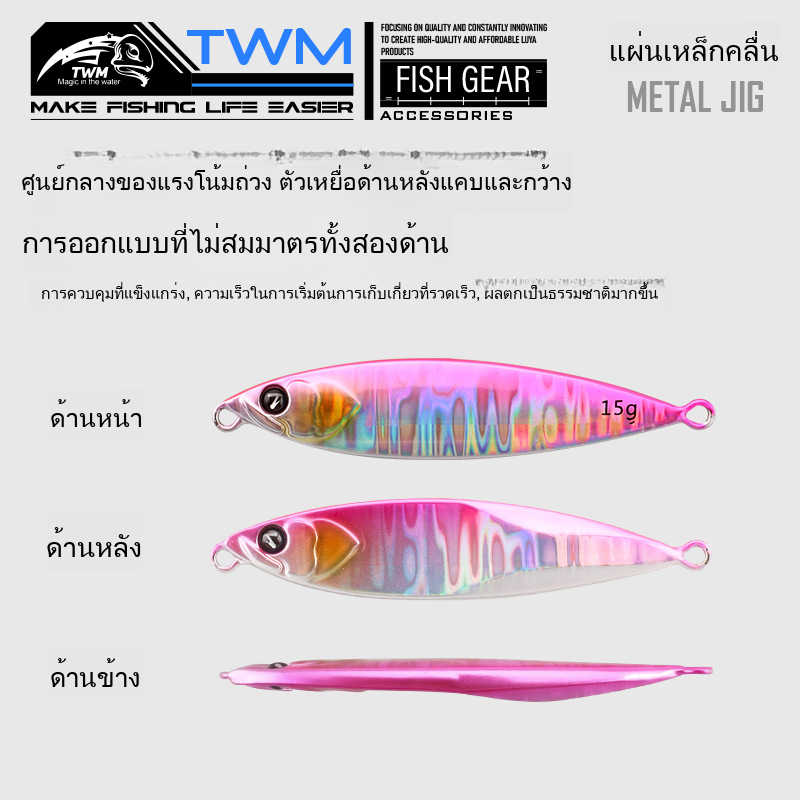 TWM
Magic in the water
TWM
MAKE FISHING LIFE EASIER
FOCUSING ON QUALITY AND CONSTANTLY INNOVATING
TO CREATE HIGH-QUALITY AND AFFORDABLE LUYA
PRODUCTS
FISH GEAR
ACCESSORIES
แผ่นเหล็กคลื่น
METAL JIG
ศูนย์กลางของแรงโน้มถ่วง ตัวเหยื่อด้านหลังแคบและกว้าง
การออกแบบที่ไม่สมมาตรทั้งสองด้าน
การควบคุมที่แข็งแกร่ง, ความเร็วในการเริ่มต้นการเก็บเกี่ยวที่รวดเร็ว, ผลตกเป็นธรรมชาติมากขึ้น
ด้านหน้า
15g
ด้านหลัง
ด้านข้าง